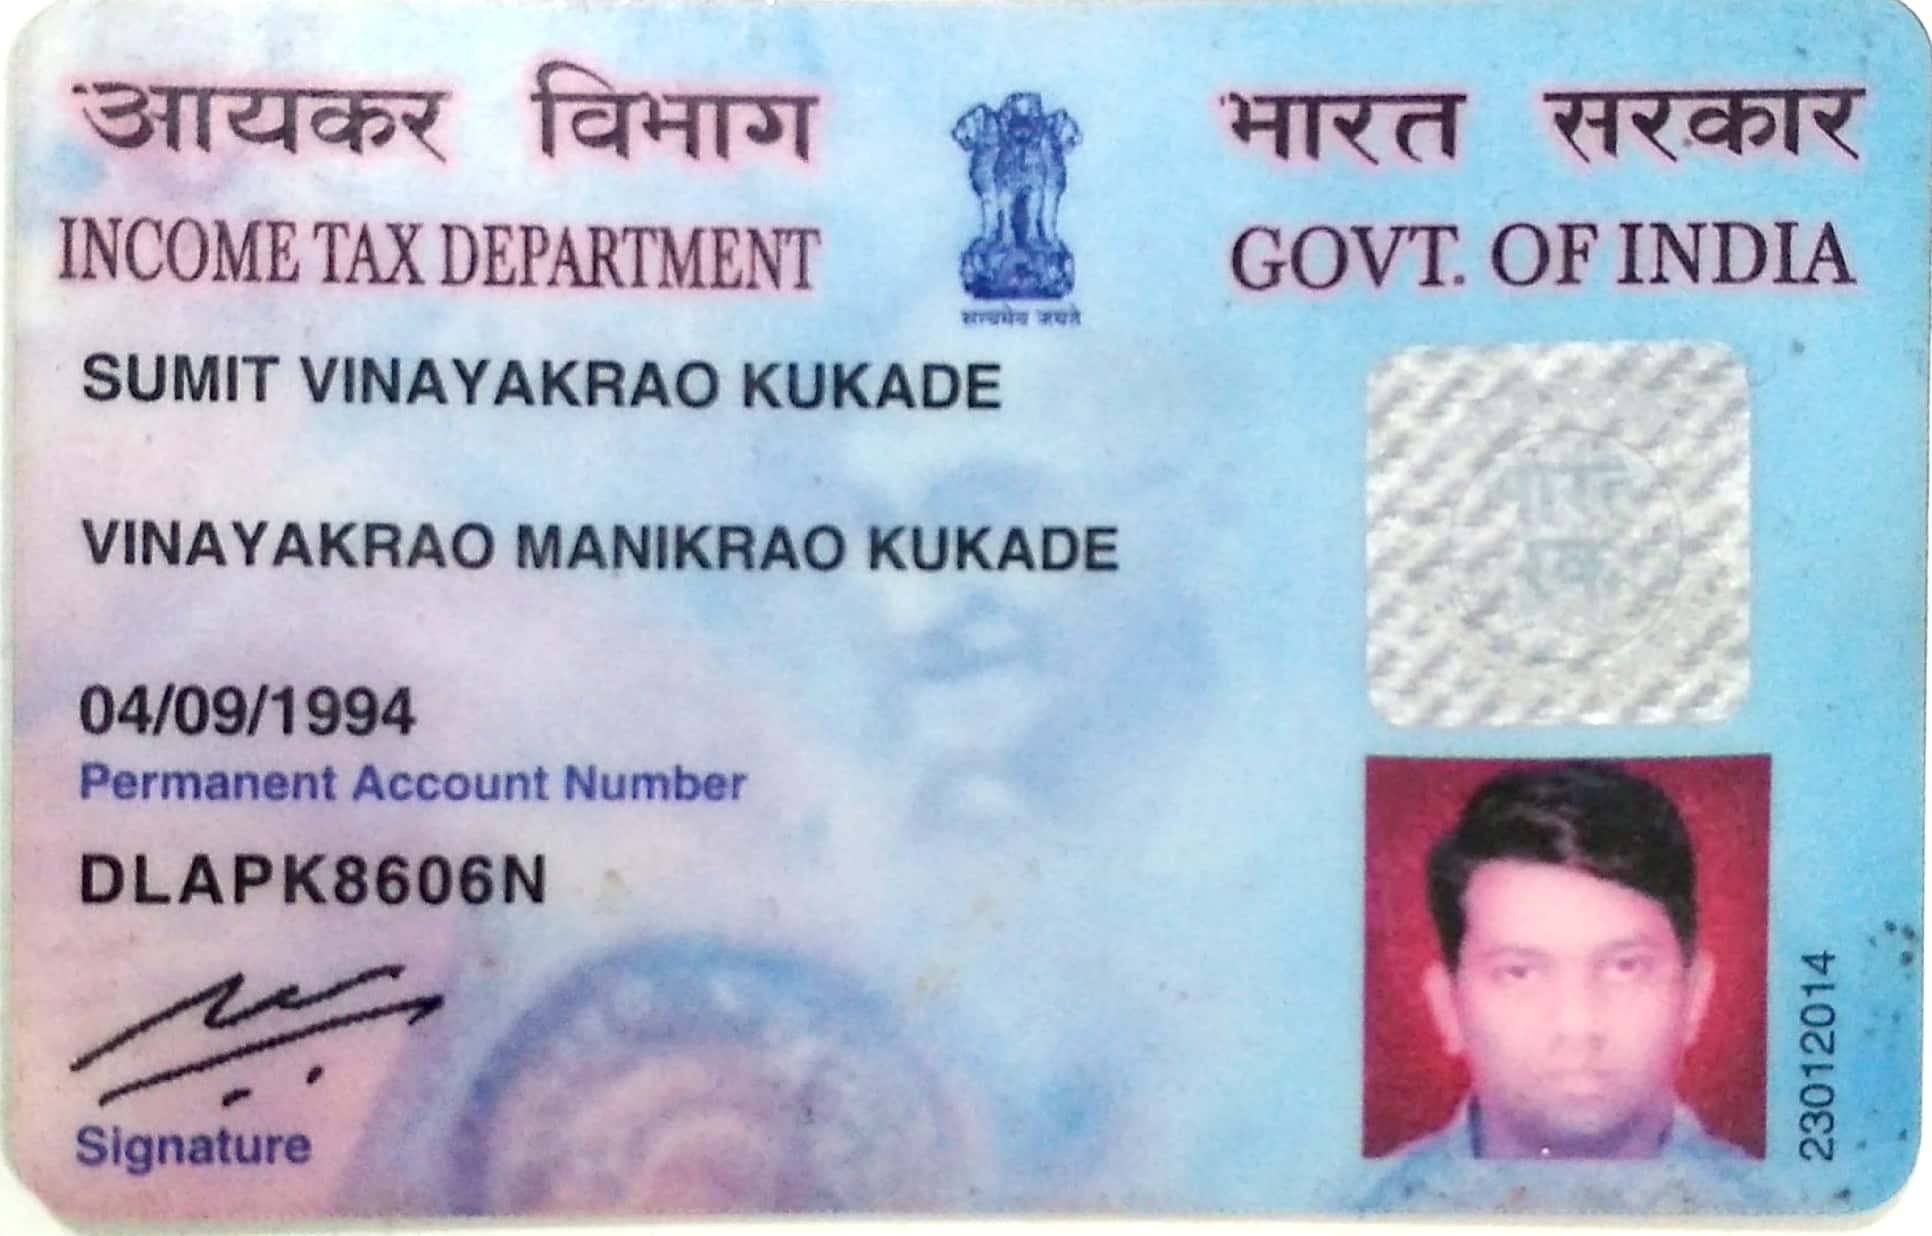 आयकर विभाग
INCOME TAX DEPARTMENT
सत्यमेव जयते
भारत सरकार
GOVT. OF INDIA
SUMIT VINAYAKRAO KUKADE
VINAYAKRAO MANIKRAO KUKADE
04/09/1994
Permanent Account Number
DLAPK8606N
Signature
23012014